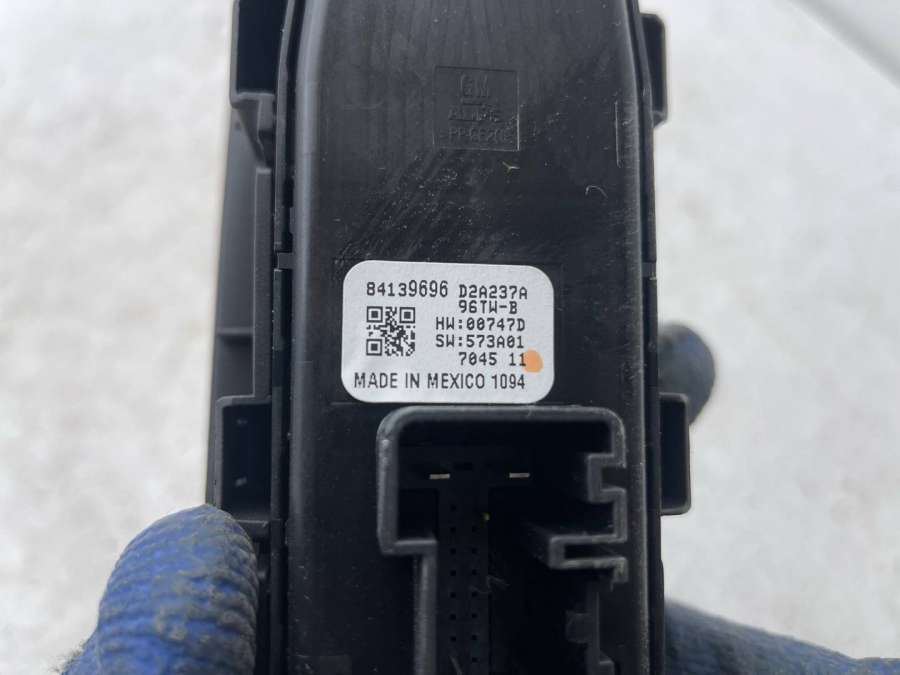 GM
84139696 D2A237A
96TW-B
HW:00747D
SW:573A01
7045 11
MADE IN MEXICO 1094